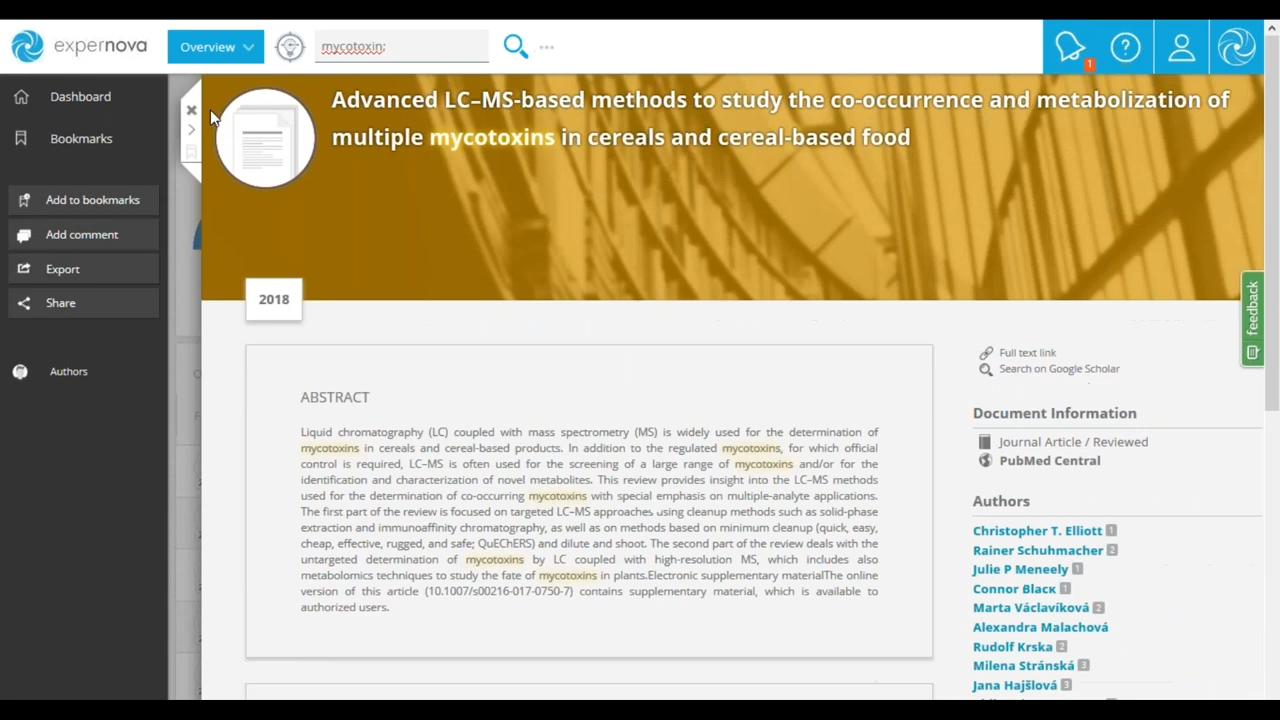 expernova
Overview
mycotoxin;
1
Dashboard
Bookmarks
Add to bookmarks
Add comment
Export
Share
Authors
Advanced LC–MS-based methods to study the co-occurrence and metabolization of
multiple mycotoxins in cereals and cereal-based food
2018
feedback
ABSTRACT
Liquid chromatography (LC) coupled with mass spectrometry (MS) is widely used for the determination of
mycotoxins in cereals and cereal-based products. In addition to the regulated mycotoxins, for which official
control is required, LC–MS is often used for the screening of a large range of mycotoxins and/or for the
identification and characterization of novel metabolites. This review provides insight into the LC–MS methods
used for the determination of co-occurring mycotoxins with special emphasis on multiple-analyte applications.
The first part of the review is focused on targeted LC–MS approaches using cleanup methods such as solid-phase
extraction and immunoaffinity chromatography, as well as on methods based on minimum cleanup (quick, easy,
cheap, effective, rugged, and safe; QuEChERS) and dilute and shoot. The second part of the review deals with the
untargeted determination of mycotoxins by LC coupled with high-resolution MS, which includes also
metabolomics techniques to study the fate of mycotoxins in plants.Electronic supplementary materialThe online
version of this article (10.1007/s00216-017-0750-7) contains supplementary material, which is available to
authorized users.
Full text link
Search on Google Scholar
Document Information
Journal Article / Reviewed
PubMed Central
Authors
Christopher T. Elliott 1
Rainer Schuhmacher 2
Julie P Meneely 1
Connor Black 1
Marta Václavíková 2
Alexandra Malachová
Rudolf Krska 2
Milena Stránská 3
Jana Hajšlová 3